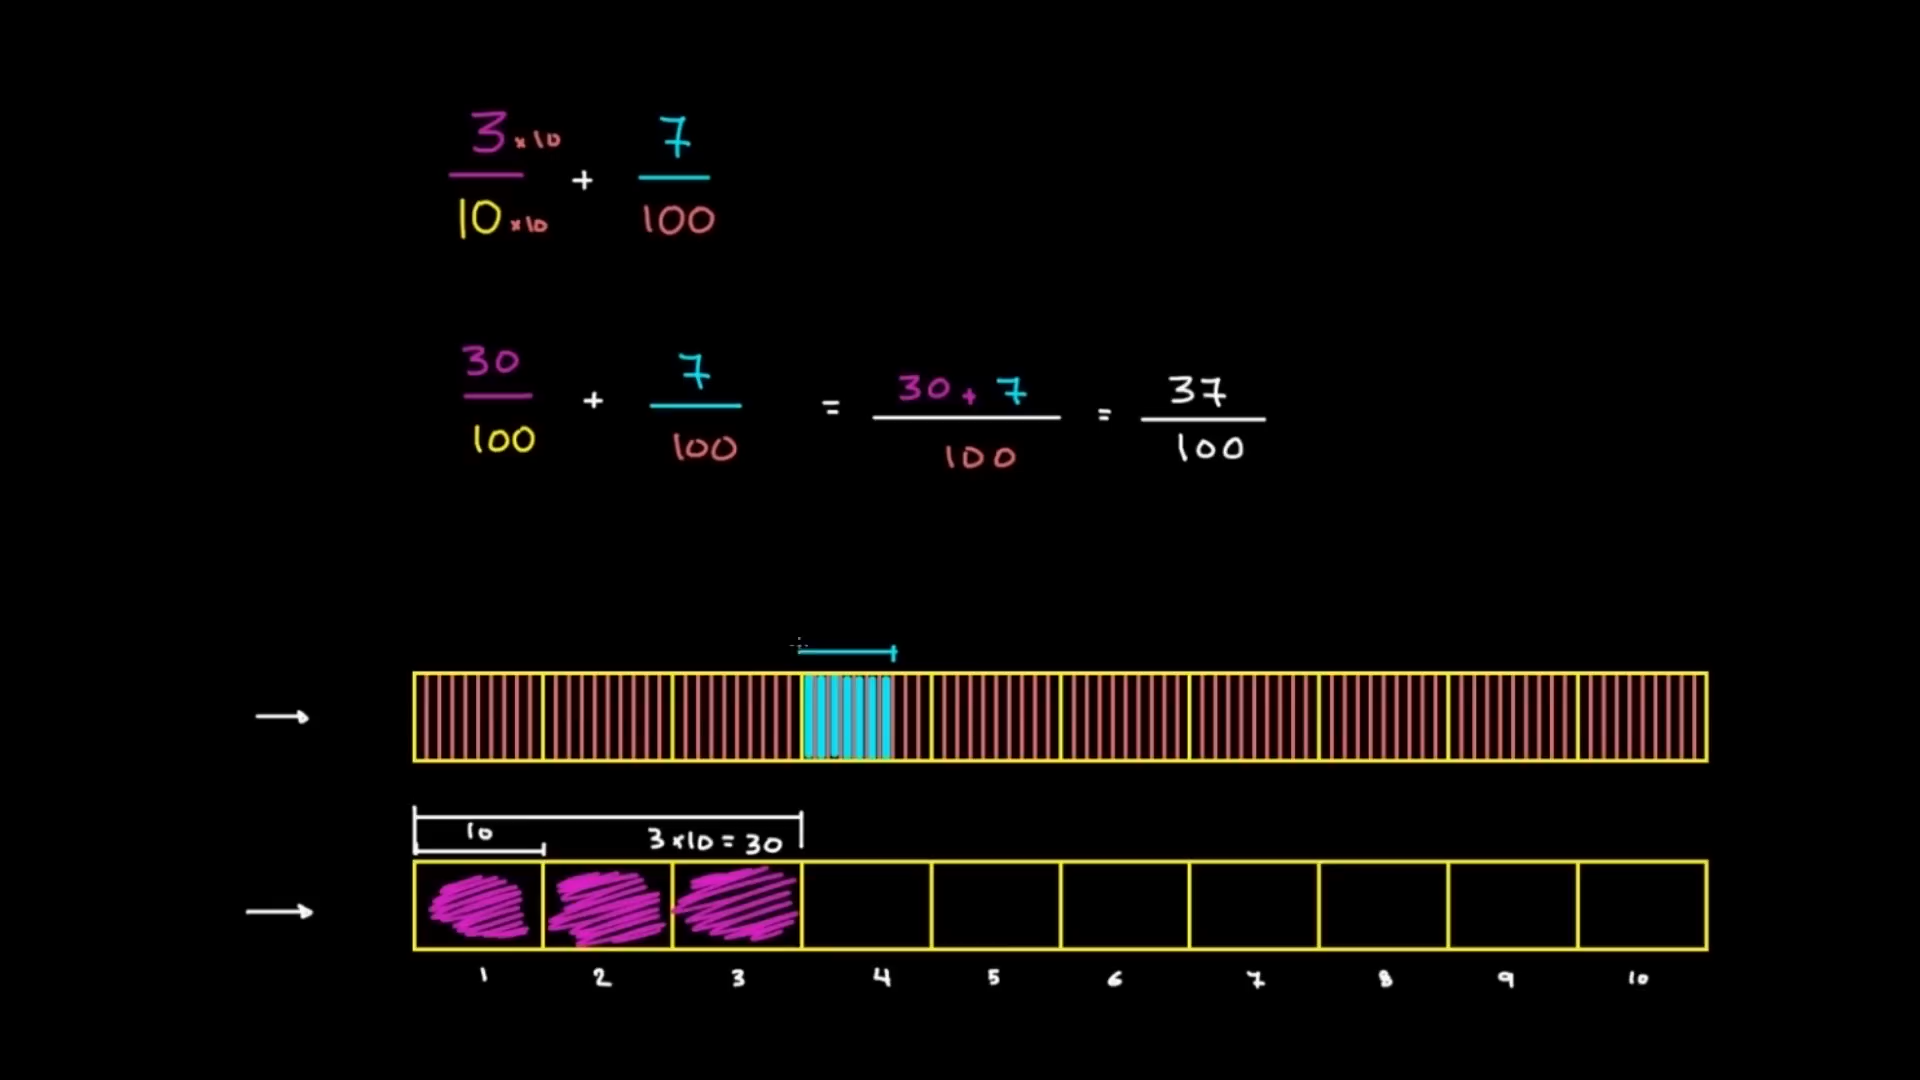 3 × 10 / 10 × 10 + 7 / 100
30 / 100 + 7 / 100 = 30 + 7 / 100 = 37 / 100
10
3 × 10 = 30
1 2 3 4 5 6 7 8 9 10